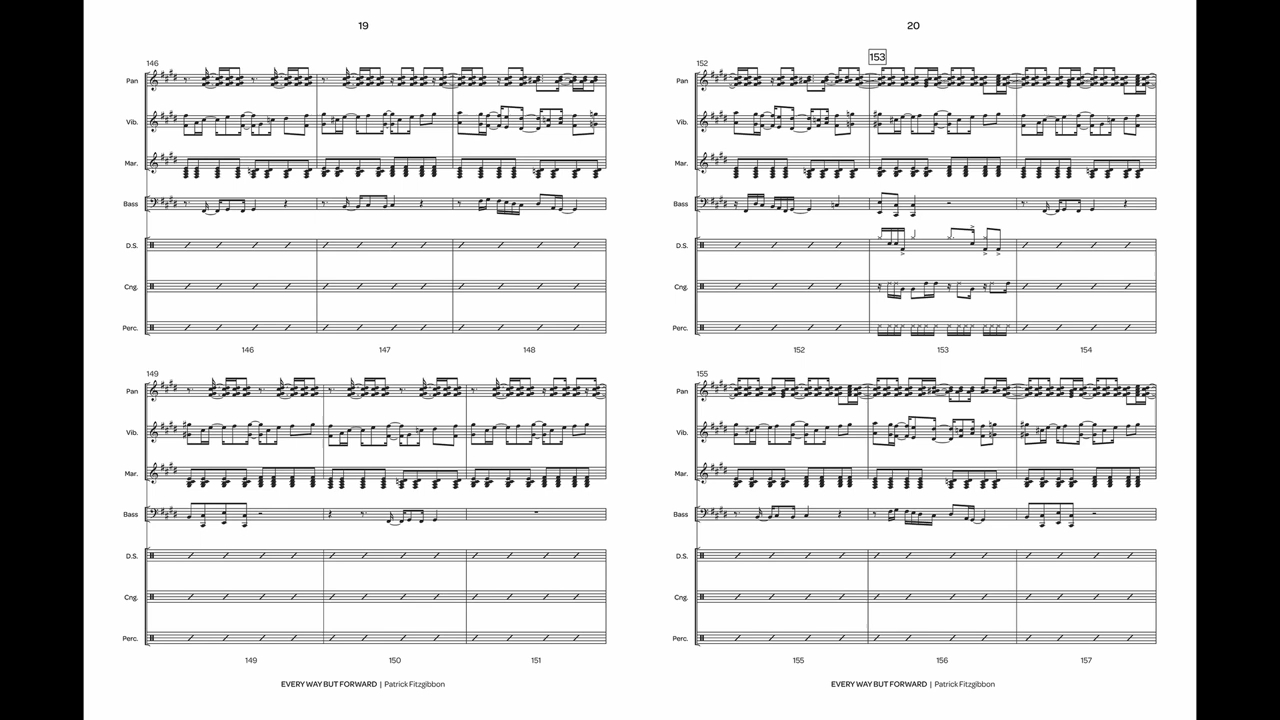 19
146
Pan
Vib.
Mar.
Bass
D.S.
Cng.
Perc.
146 147 148
149
Pan
Vib.
Mar.
Bass
D.S.
Cng.
Perc.
149 150 151
EVERY WAY BUT FORWARD | Patrick Fitzgibbon
20
153
152
Pan
Vib.
Mar.
Bass
D.S.
Cng.
Perc.
152 153 154
155
Pan
Vib.
Mar.
Bass
D.S.
Cng.
Perc.
155 156 157
EVERY WAY BUT FORWARD | Patrick Fitzgibbon